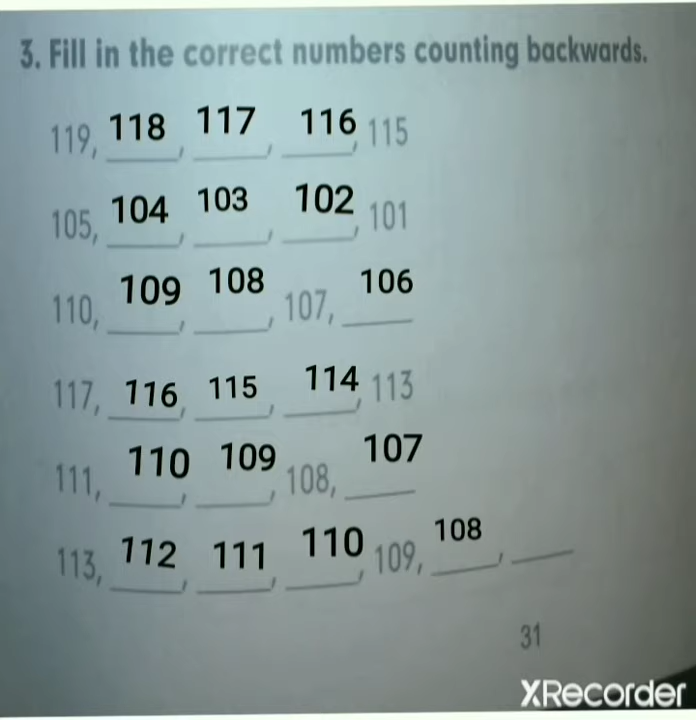 3. Fill in the correct numbers counting backwards.
119, 118, 117, 116, 115
105, 104, 103, 102, 101
110, 109, 108, 107, 106
117, 116, 115, 114, 113
111, 110, 109, 108, 107
113, 112, 111, 110, 109, 108, ___
31
XRecorder